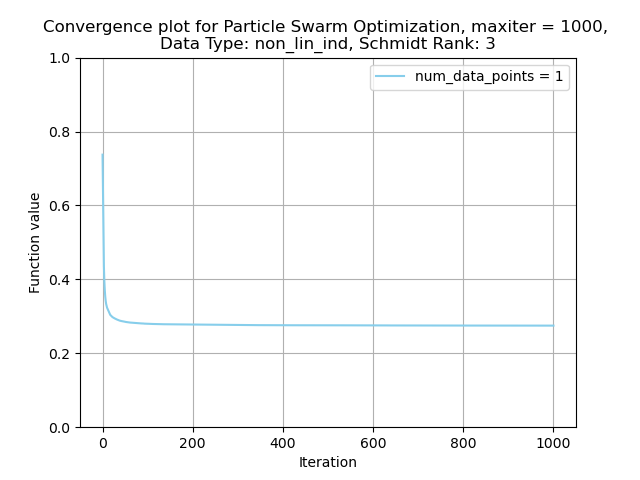 Convergence plot for Particle Swarm Optimization, maxiter = 1000,
Data Type: non_lin_ind, Schmidt Rank: 3
num_data_points = 1
Function value
1.0
0.8
0.6
0.4
0.2
0.0
0 200 400 600 800 1000
Iteration